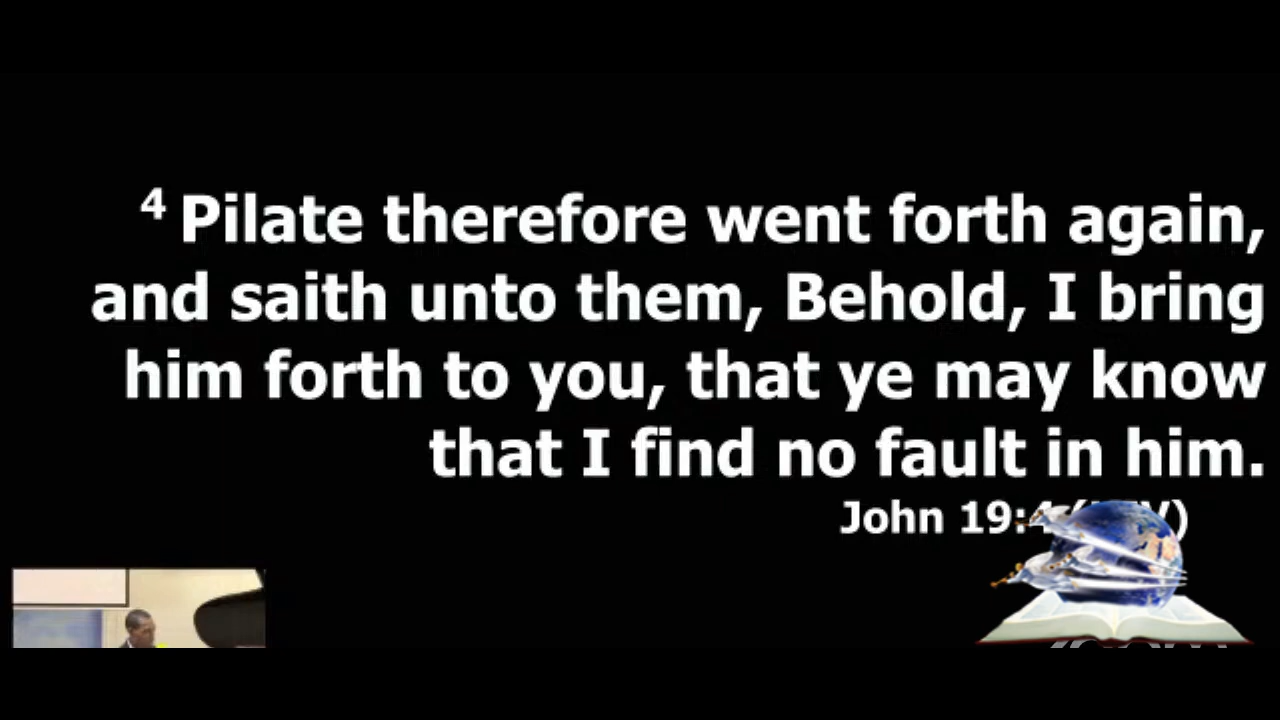 4 Pilate therefore went forth again,
and saith unto them, Behold, I bring
him forth to you, that ye may know
that I find no fault in him.
John 19:4